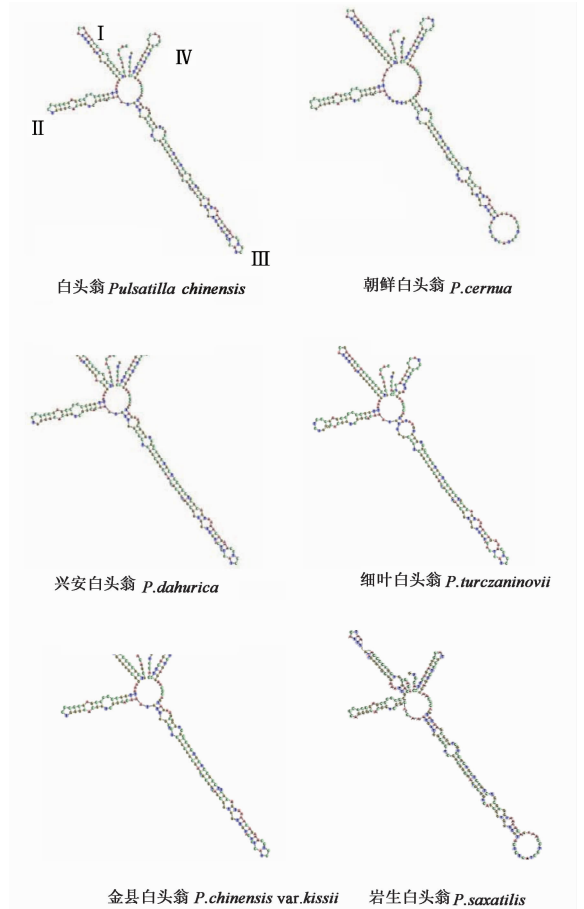 Ⅰ
Ⅳ
Ⅱ
Ⅲ
白头翁 Pulsatilla chinensis
朝鲜白头翁 P.cernua
兴安白头翁 P.dahurica
细叶白头翁 P.turczaninovii
金县白头翁 P.chinensis var.kissii
岩生白头翁 P.saxatilis